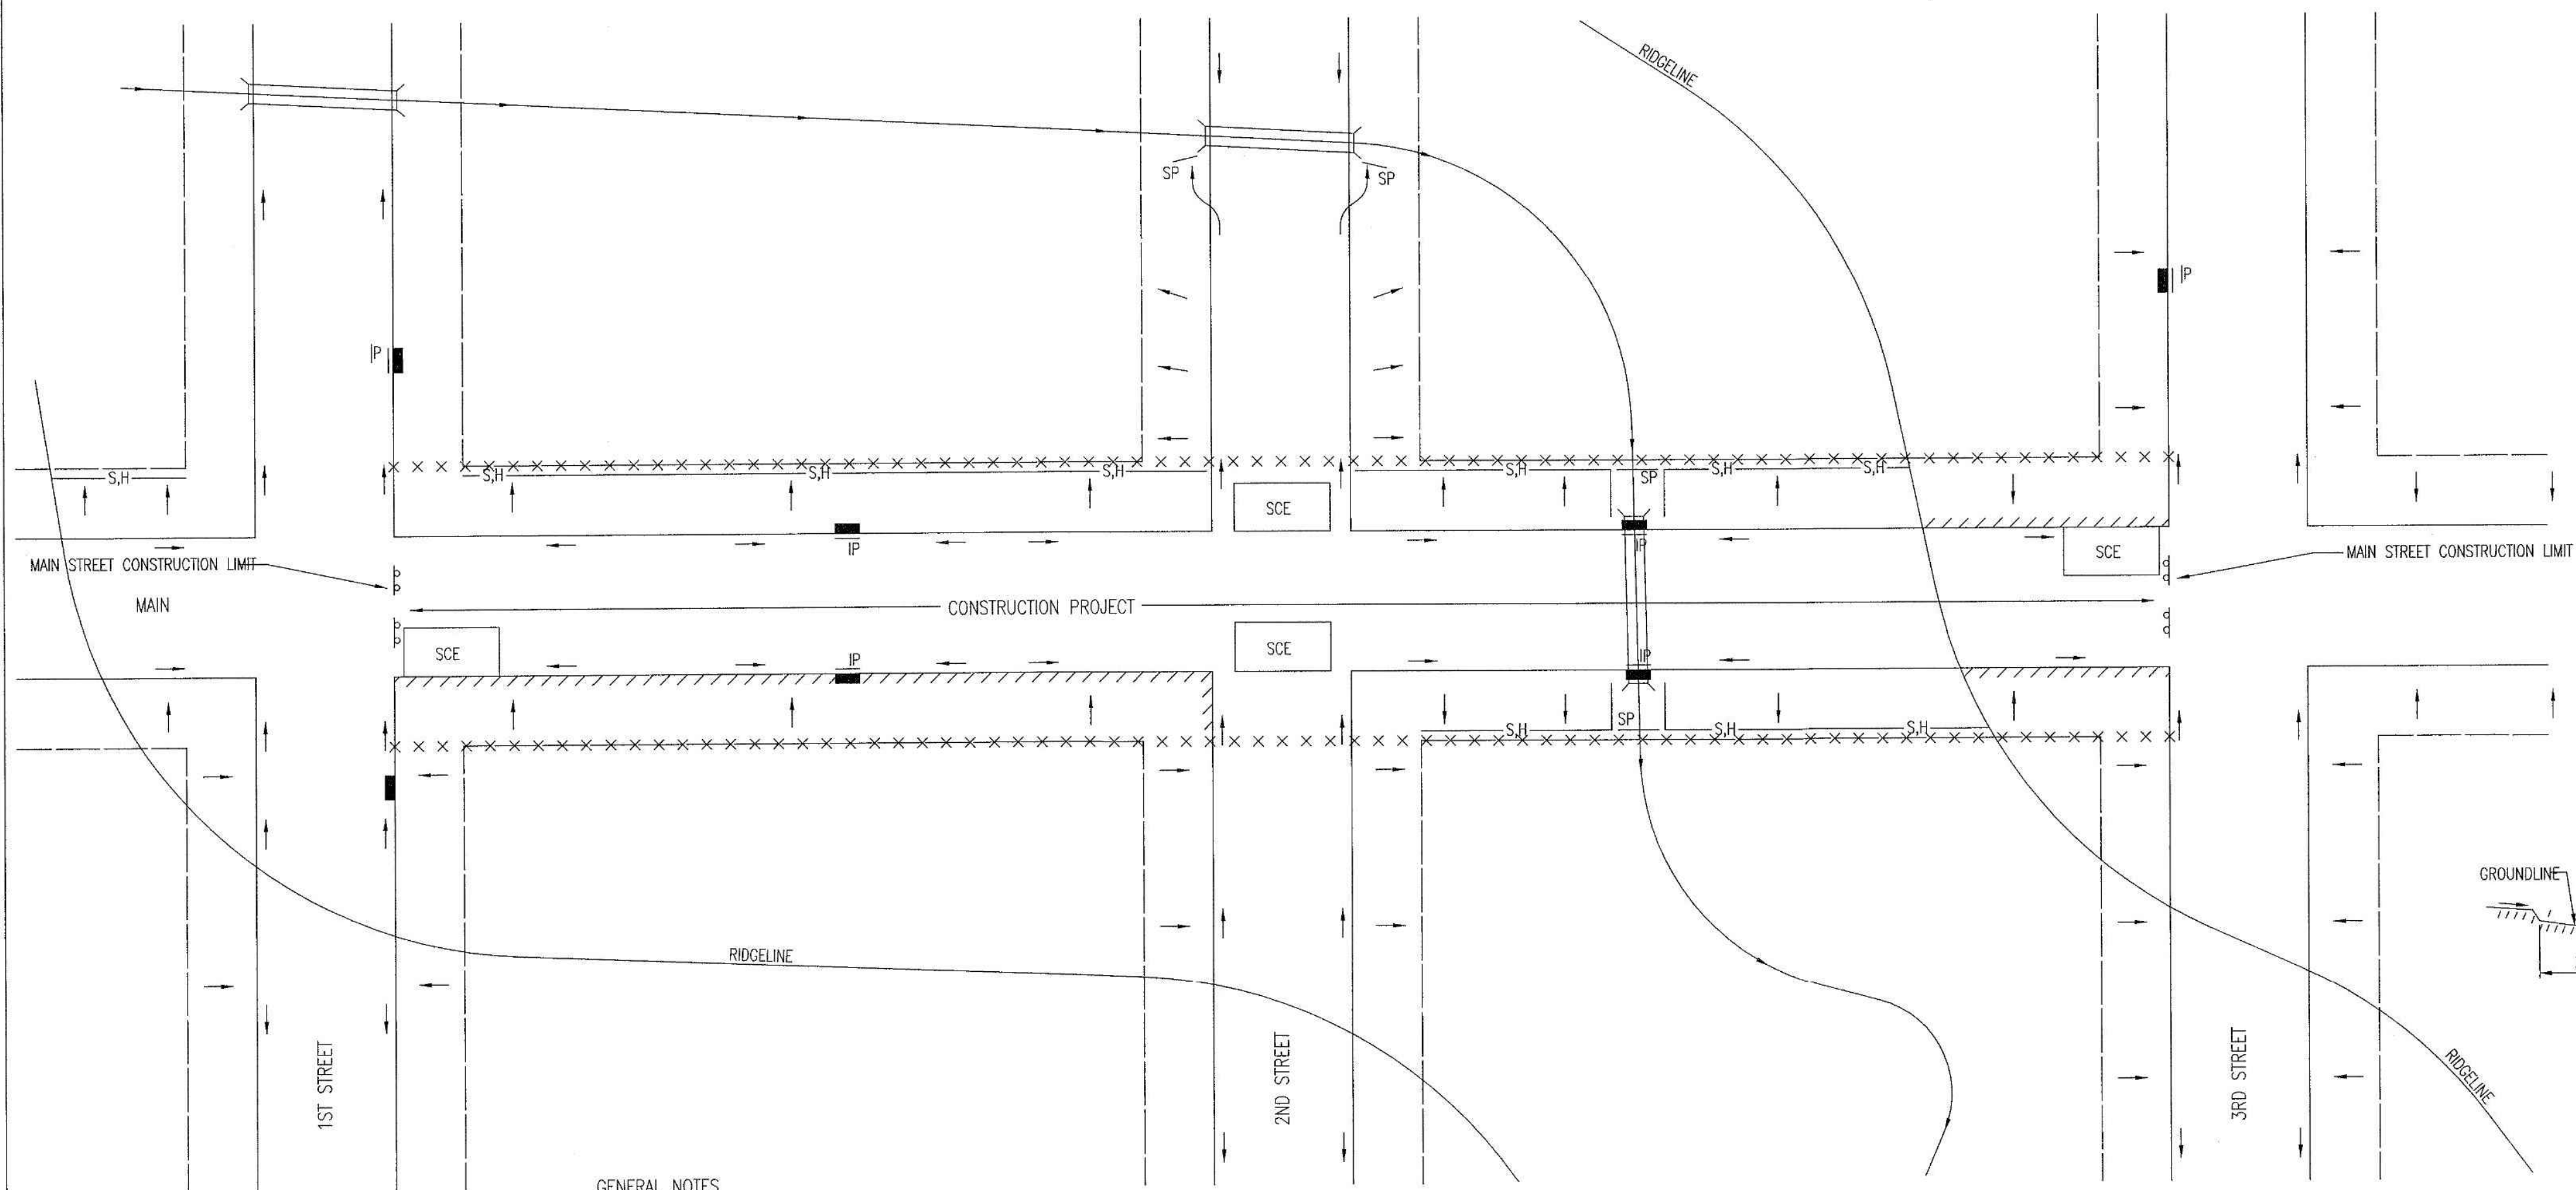 RIDGELINE
SP
SP
IP
IP
S,H
S,H
S,H
S,H
S,H
SP
S,H
S,H
SCE
IP
IP
SCE
MAIN STREET CONSTRUCTION LIMIT
MAIN STREET CONSTRUCTION LIMIT
MAIN
CONSTRUCTION PROJECT
SCE
IP
SCE
IP
SP
S,H
S,H
S,H
GROUNDLINE
RIDGELINE
1ST STREET
2ND STREET
3RD STREET
RIDGELINE
GENERAL NOTES